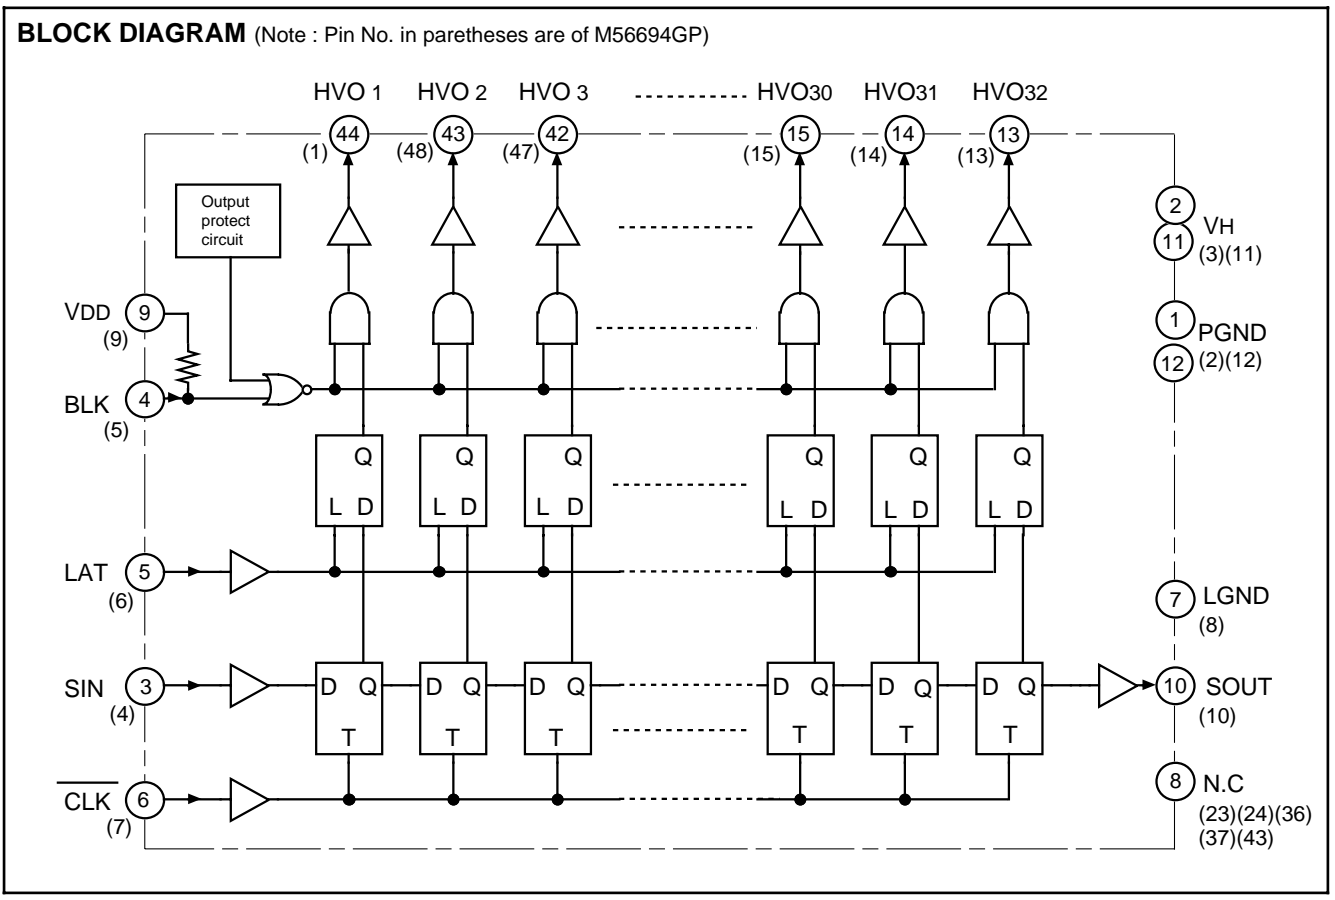 BLOCK DIAGRAM (Note : Pin No. in paretheses are of M56694GP)
HVO 1 HVO 2 HVO 3 HVO30 HVO31 HVO32
44 43 42 15 14 13
(1) (48) (47) (15) (14) (13)
Output
protect
circuit
2
11
VH
(3)(11)
VDD 9
(9)
1
12
PGND
(2)(12)
BLK 4
(5)
Q Q Q Q Q Q
L D L D L D L D L D L D
LAT 5
(6)
7 LGND
(8)
SIN 3
(4)
D Q D Q D Q D Q D Q D Q
T T T T T T
10 SOUT
(10)
CLK 6
(7)
8 N.C
(23)(24)(36)
(37)(43)